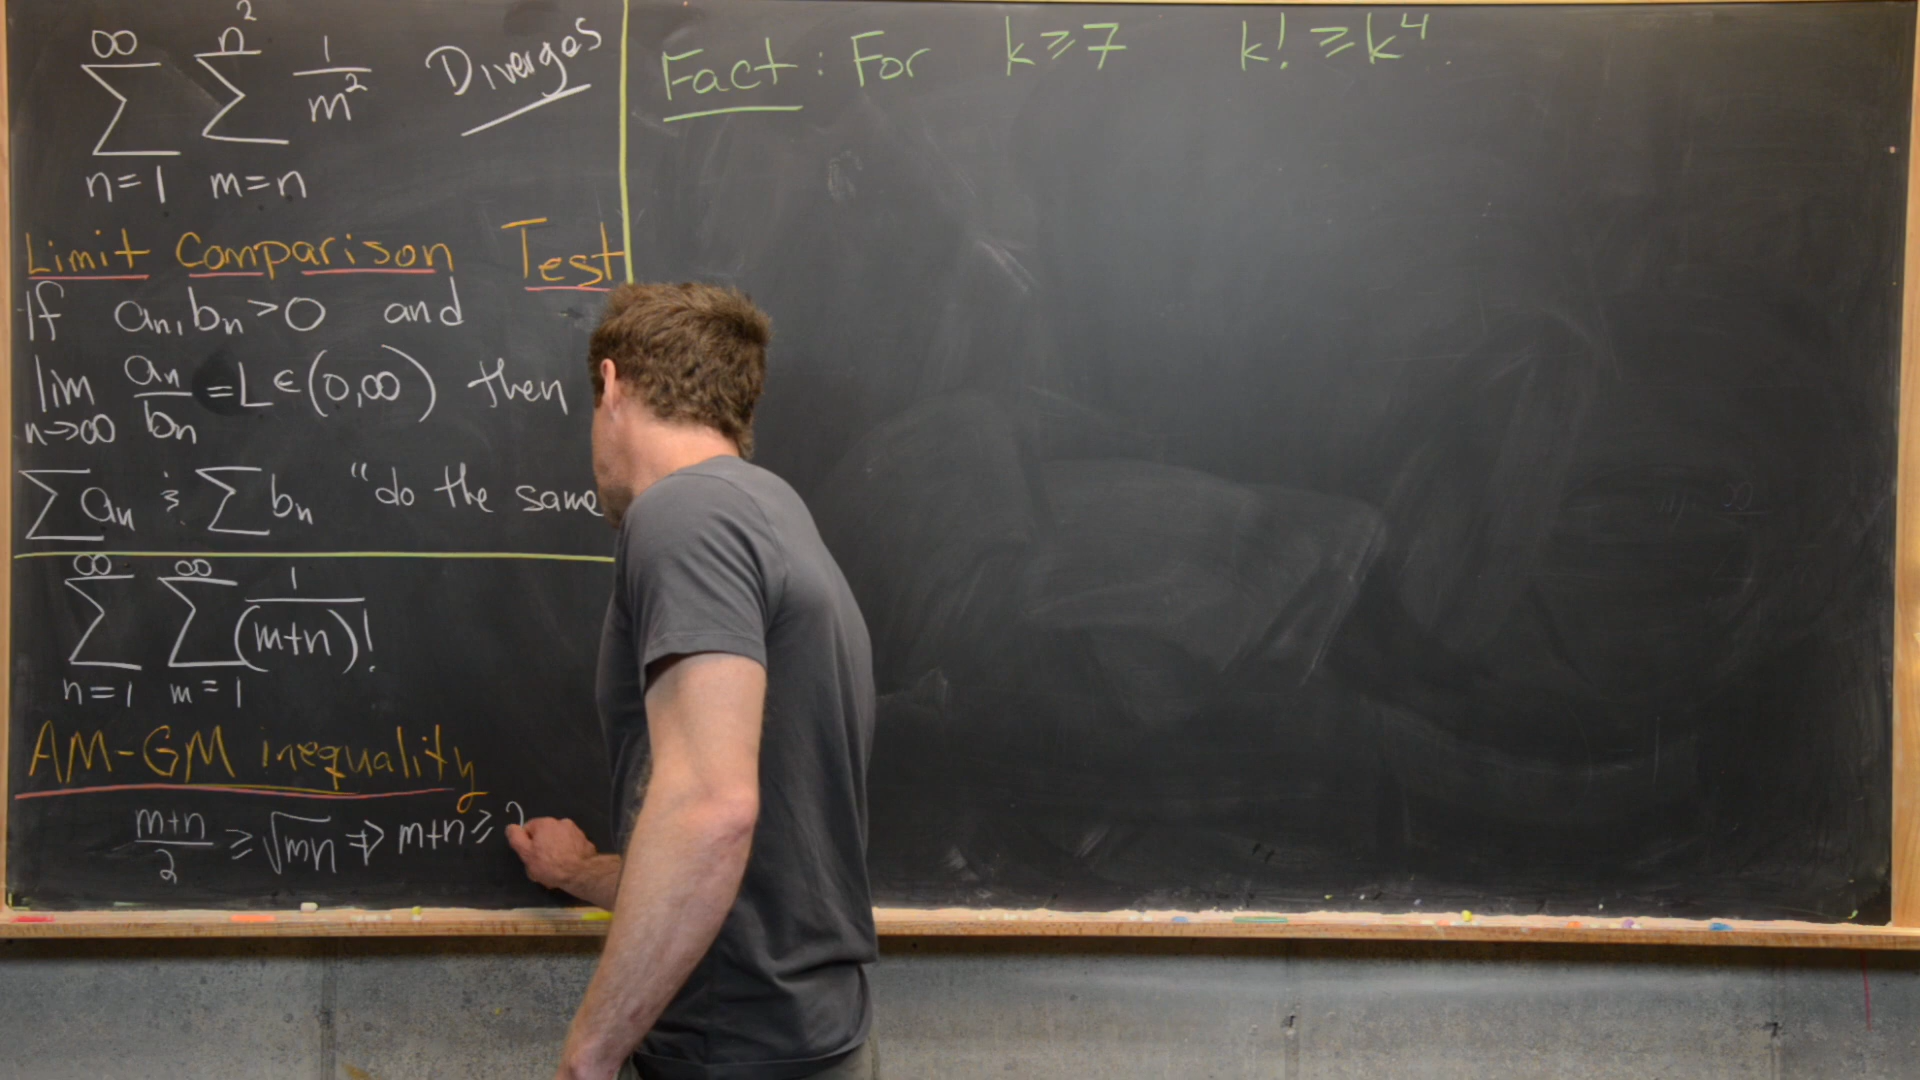 ∞ n²
∑ ∑ 1/m² Diverges
n=1 m=n
Limit Comparison Test
If aₙ, bₙ > 0 and
lim aₙ/bₙ = L ∈ (0,∞) then
n→∞
∑ aₙ & ∑ bₙ "do the same
∞ ∞
∑ ∑ 1/(m+n)!
n=1 m=1
AM-GM inequality
(m+n)/2 ≥ √mn ⇒ m+n ≥ 2
Fact: For k ≥ 7 k! ≥ k⁴.